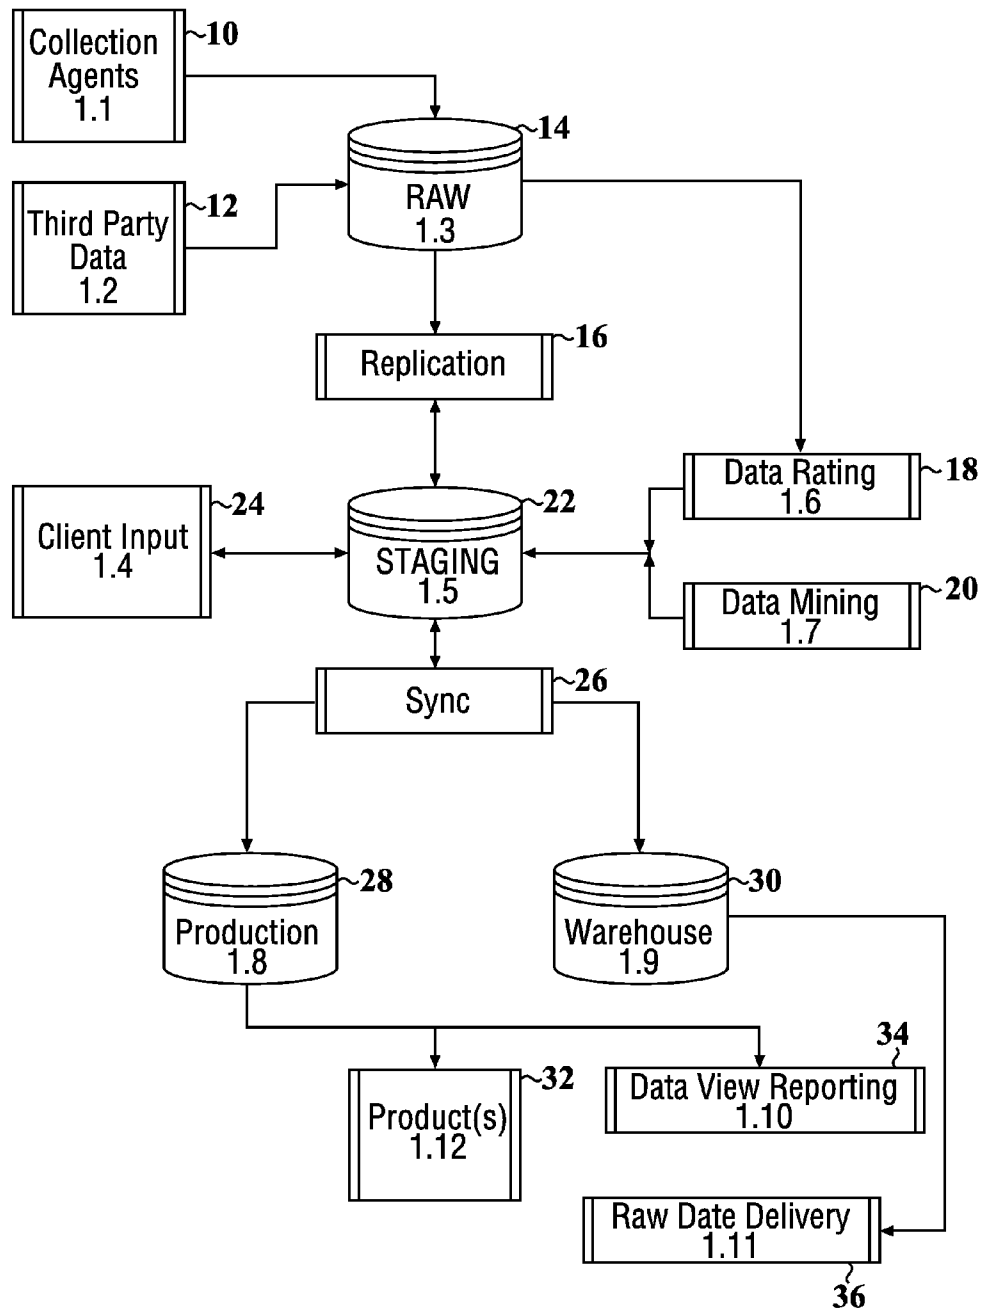 Collection
Agents
1.1
10
14
RAW
1.3
Third Party
Data
1.2
12
Replication
16
Data Rating
1.6
18
Client Input
1.4
24
STAGING
1.5
22
Data Mining
1.7
20
Sync
26
Production
1.8
28
Warehouse
1.9
30
Product(s)
1.12
32
Data View Reporting
1.10
34
Raw Date Delivery
1.11
36